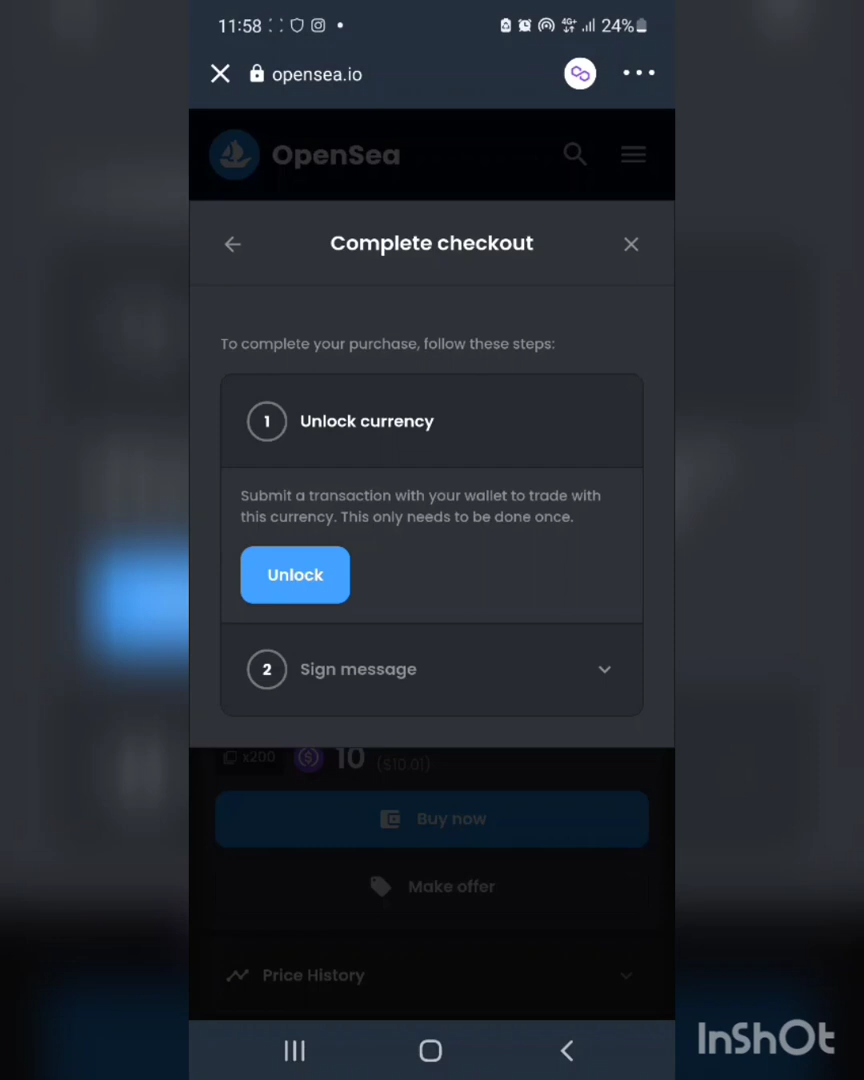 11:58
4G+
24%
opensea.io
OpenSea
Complete checkout
To complete your purchase, follow these steps:
1 Unlock currency
Submit a transaction with your wallet to trade with
this currency. This only needs to be done once.
Unlock
2 Sign message
x200 10 ($10.01)
Buy now
Make offer
Price History
InShOt